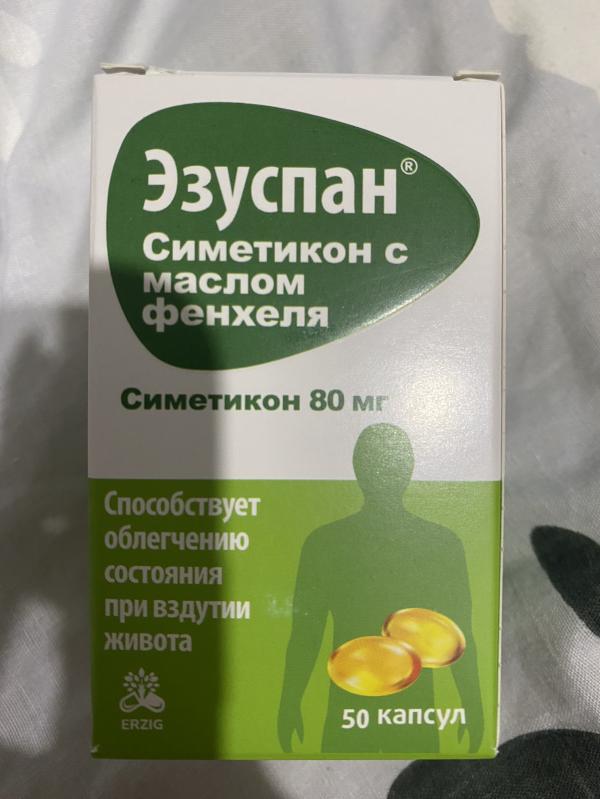 Эзуспан®
Симетикон с
маслом
фенхеля
Симетикон 80 мг
Способствует
облегчению
состояния
при вздутии
живота
ERZIG
50 капсул